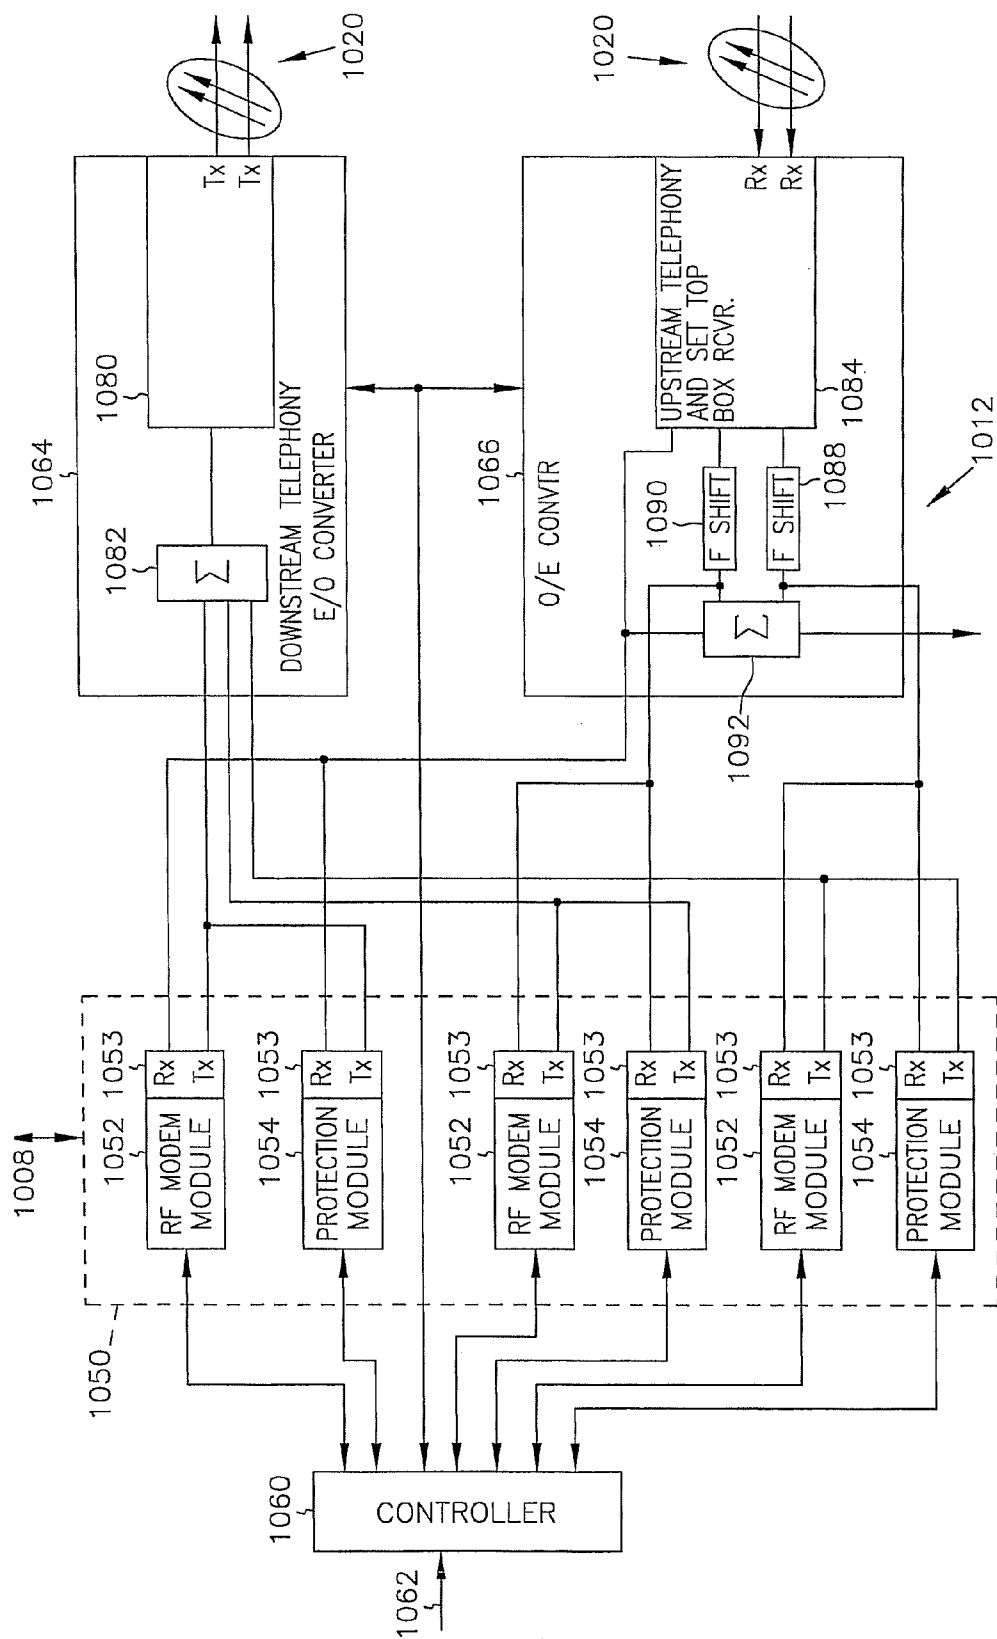 1008
1050
1052
1053
RF MODEM
MODULE
Rx
Tx
1054
1053
PROTECTION
MODULE
Rx
Tx
1052
1053
RF MODEM
MODULE
Rx
Tx
1054
1053
PROTECTION
MODULE
Rx
Tx
1052
1053
RF MODEM
MODULE
Rx
Tx
1054
1053
PROTECTION
MODULE
Rx
Tx
1060
CONTROLLER
1062
1064
1082
Σ
1080
Tx
Tx
DOWNSTREAM TELEPHONY
E/O CONVERTER
1020
1066
O/E CONVTR
UPSTREAM TELEPHONY
AND SET TOP
BOX RCVR.
Rx
Rx
1084
1090
F SHIFT
F SHIFT
1088
Σ
1092
1020
1012